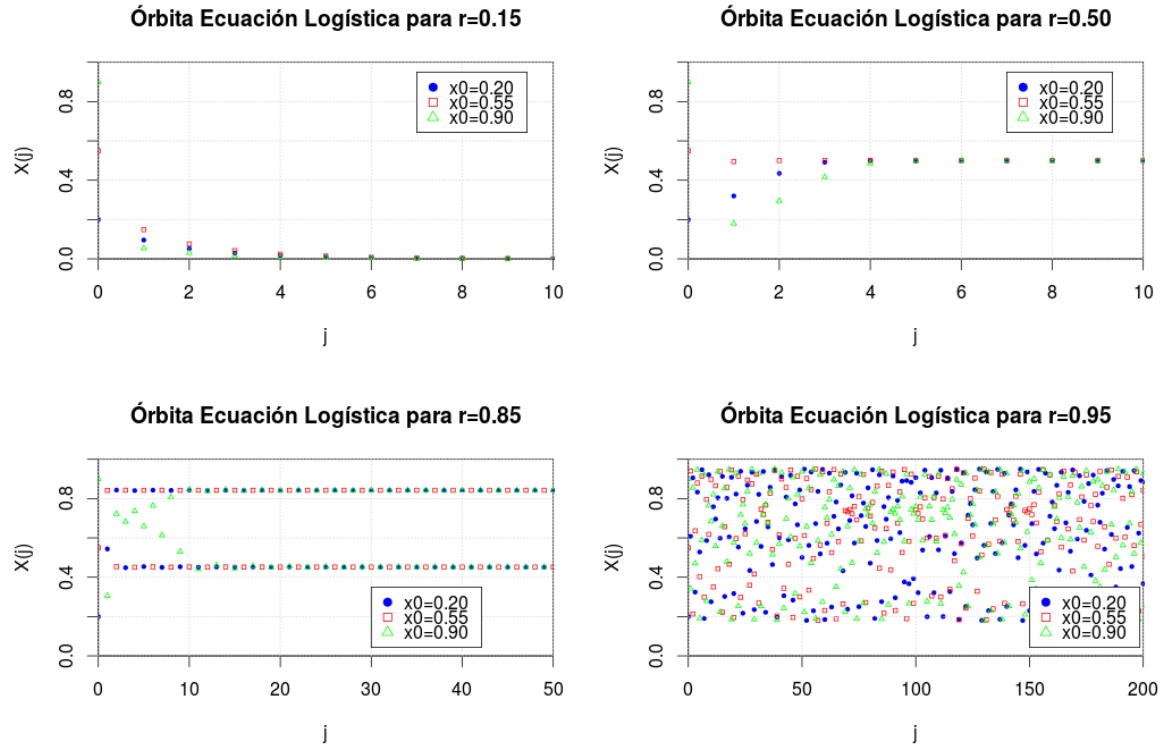 Órbita Ecuación Logística para r=0.15
X(j)
0.8
0.4
0.0
x0=0.20
x0=0.55
x0=0.90
0 2 4 6 8 10
j
Órbita Ecuación Logística para r=0.50
X(j)
0.8
0.4
0.0
x0=0.20
x0=0.55
x0=0.90
0 2 4 6 8 10
j
Órbita Ecuación Logística para r=0.85
X(j)
0.8
0.4
0.0
x0=0.20
x0=0.55
x0=0.90
0 10 20 30 40 50
j
Órbita Ecuación Logística para r=0.95
X(j)
0.8
0.4
0.0
x0=0.20
x0=0.55
x0=0.90
0 50 100 150 200
j